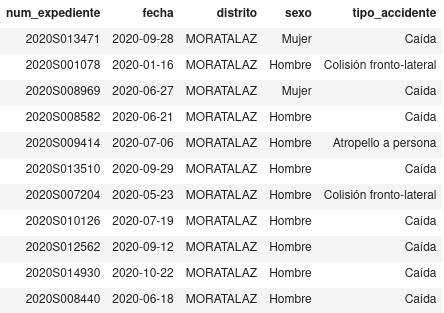 num_expediente fecha distrito sexo tipo_accidente
2020S013471 2020-09-28 MORATALAZ Mujer Caída
2020S001078 2020-01-16 MORATALAZ Hombre Colisión fronto-lateral
2020S008969 2020-06-27 MORATALAZ Mujer Caída
2020S008582 2020-06-21 MORATALAZ Hombre Caída
2020S009414 2020-07-06 MORATALAZ Hombre Atropello a persona
2020S013510 2020-09-29 MORATALAZ Hombre Caída
2020S007204 2020-05-23 MORATALAZ Hombre Colisión fronto-lateral
2020S010126 2020-07-19 MORATALAZ Hombre Caída
2020S012562 2020-09-12 MORATALAZ Hombre Caída
2020S014930 2020-10-22 MORATALAZ Hombre Caída
2020S008440 2020-06-18 MORATALAZ Hombre Caída